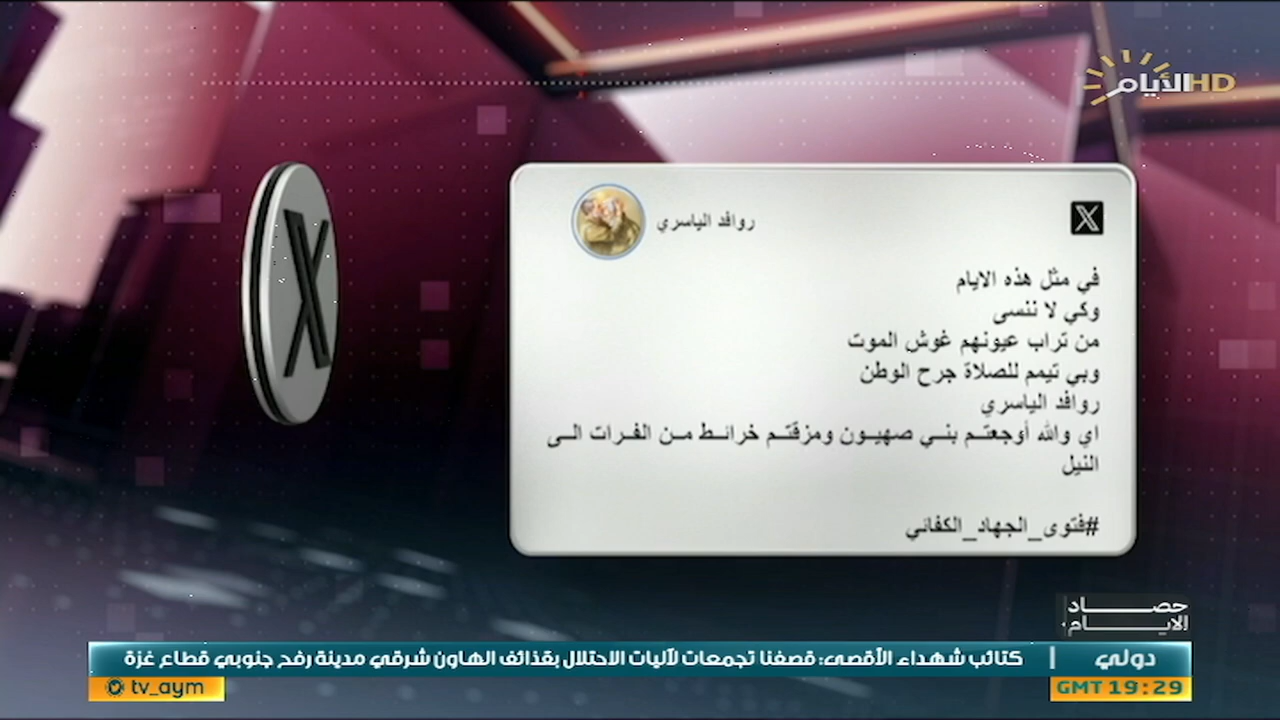 الأيام HD
روافد الياسري
في مثل هذه الايام
وكي لا ننسى
من تراب عيونهم غوش الموت
وبي تيمم للصلاة جرح الوطن
روافد الياسري
اي والله أوجعتم بني صهيون ومزقتم خرائط من الفرات الى
النيل
#فتوى_الجهاد_الكفائي
حصاد
الايام
دولي | كتائب شهداء الأقصى: قصفنا تجمعات لآليات الاحتلال بقذائف الهاون شرقي مدينة رفح جنوبي قطاع غزة
GMT 19:29
tv_aym